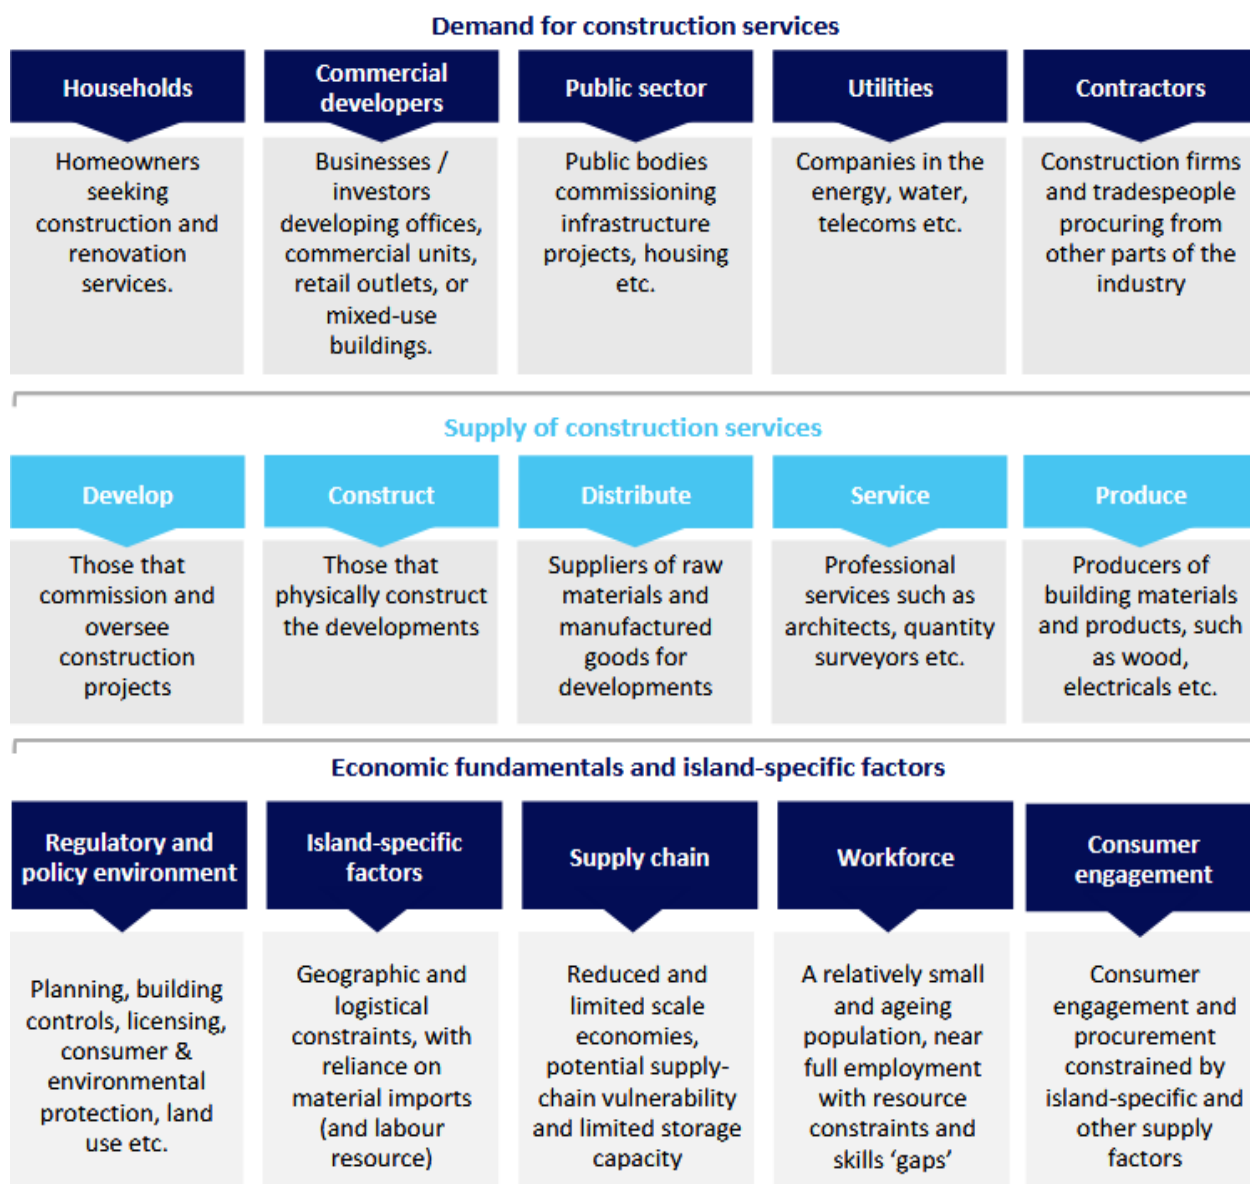 Demand for construction services
Households
Commercial
developers
Public sector
Utilities
Contractors
Homeowners
seeking
construction and
renovation
services.
Businesses /
investors
developing offices,
commercial units,
retail outlets, or
mixed-use
buildings.
Public bodies
commissioning
infrastructure
projects, housing
etc.
Companies in the
energy, water,
telecoms etc.
Construction firms
and tradespeople
procuring from
other parts of the
industry
Supply of construction services
Develop
Construct
Distribute
Service
Produce
Those that
commission and
oversee
construction
projects
Those that
physically construct
the developments
Suppliers of raw
materials and
manufactured
goods for
developments
Professional
services such as
architects, quantity
surveyors etc.
Producers of
building materials
and products, such
as wood,
electricals etc.
Economic fundamentals and island-specific factors
Regulatory and
policy environment
Island-specific
factors
Supply chain
Workforce
Consumer
engagement
Planning, building
controls, licensing,
consumer &
environmental
protection, land
use etc.
Geographic and
logistical
constraints, with
reliance on
material imports
(and labour
resource)
Reduced and
limited scale
economies,
potential supply-
chain vulnerability
and limited storage
capacity
A relatively small
and ageing
population, near
full employment
with resource
constraints and
skills ‘gaps’
Consumer
engagement and
procurement
constrained by
island-specific and
other supply
factors